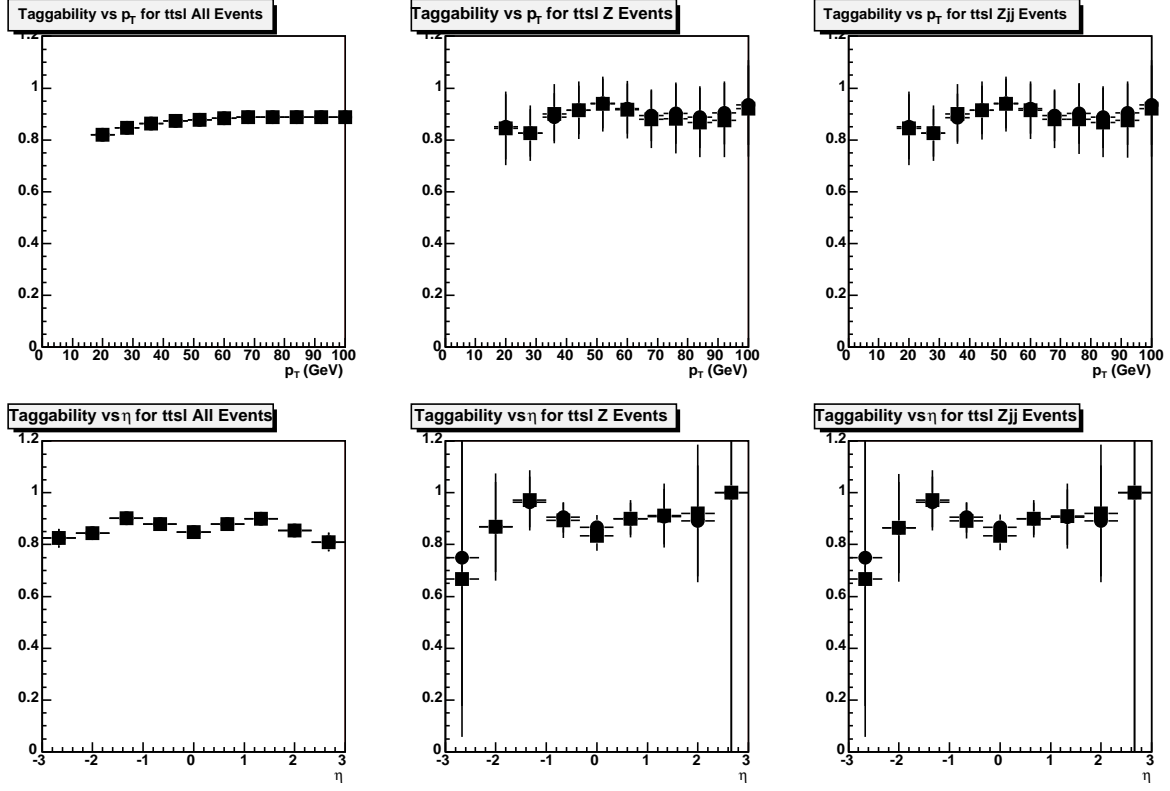 Taggability vs p_T for ttsl All Events
1.2
1
0.8
0.6
0.4
0.2
0
0 10 20 30 40 50 60 70 80 90 100
p_T (GeV)
Taggability vs p_T for ttsl Z Events
1.2
1
0.8
0.6
0.4
0.2
0
0 10 20 30 40 50 60 70 80 90 100
p_T (GeV)
Taggability vs p_T for ttsl Zjj Events
1.2
1
0.8
0.6
0.4
0.2
0
0 10 20 30 40 50 60 70 80 90 100
p_T (GeV)
Taggability vs η for ttsl All Events
1.2
1
0.8
0.6
0.4
0.2
0
-3 -2 -1 0 1 2 3
η
Taggability vs η for ttsl Z Events
1.2
1
0.8
0.6
0.4
0.2
0
-3 -2 -1 0 1 2 3
η
Taggability vs η for ttsl Zjj Events
1.2
1
0.8
0.6
0.4
0.2
0
-3 -2 -1 0 1 2 3
η